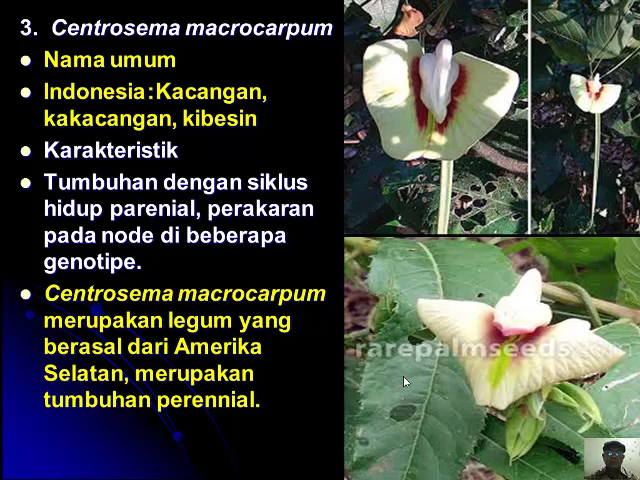 3. Centrosema macrocarpum
Nama umum
Indonesia:Kacangan,
kakacangan, kibesin
Karakteristik
Tumbuhan dengan siklus
hidup parenial, perakaran
pada node di beberapa
genotipe.
Centrosema macrocarpum
merupakan legum yang
berasal dari Amerika
Selatan, merupakan
tumbuhan perennial.
rarepalmseeds.com